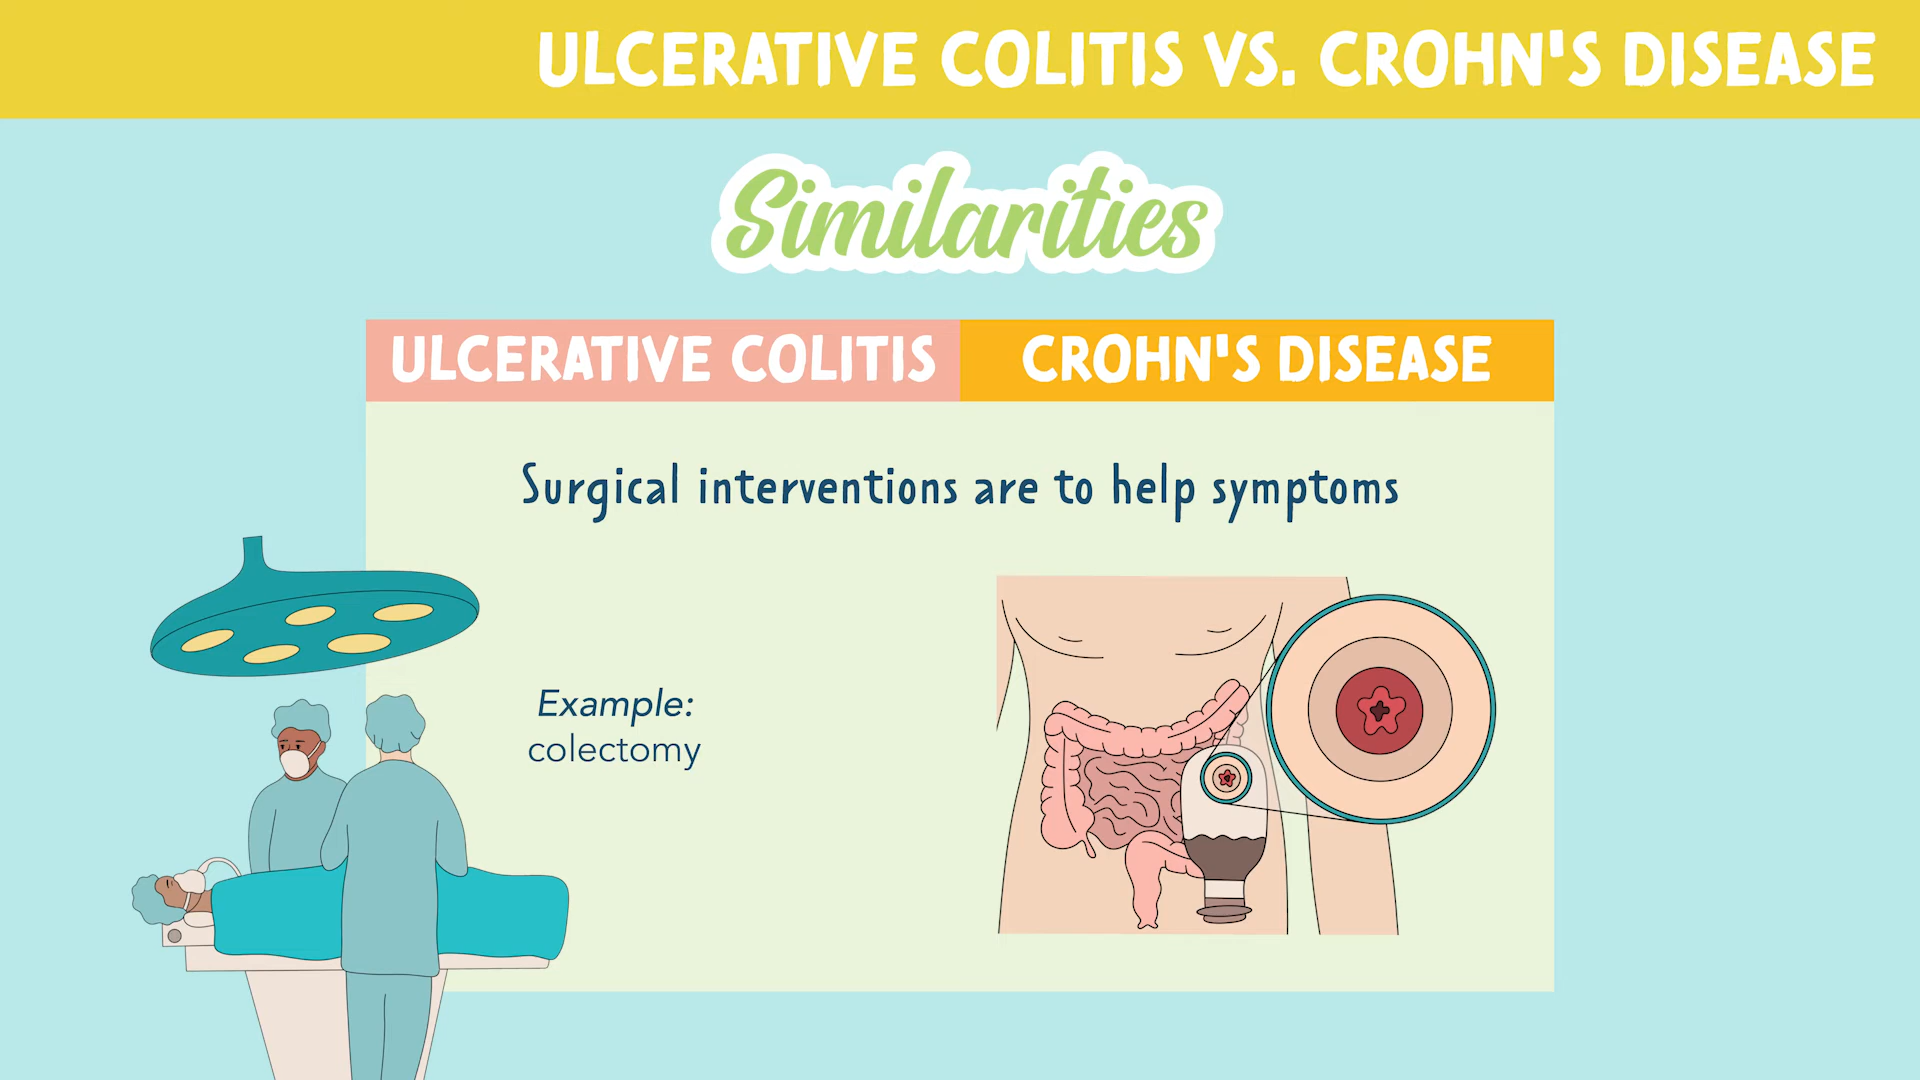 ULCERATIVE COLITIS VS. CROHN'S DISEASE
Similarities
ULCERATIVE COLITIS
CROHN'S DISEASE
Surgical interventions are to help symptoms
Example:
colectomy